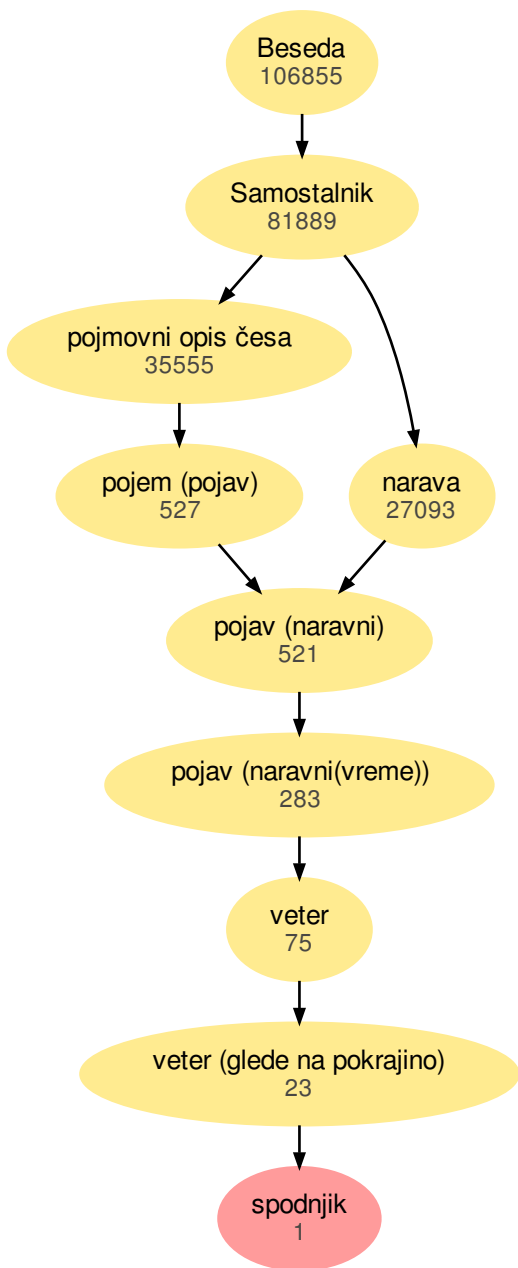 Beseda
106855
Samostalnik
81889
pojmovni opis česa
35555
pojem (pojav)
527
narava
27093
pojav (naravni)
521
pojav (naravni(vreme))
283
veter
75
veter (glede na pokrajino)
23
spodnjik
1